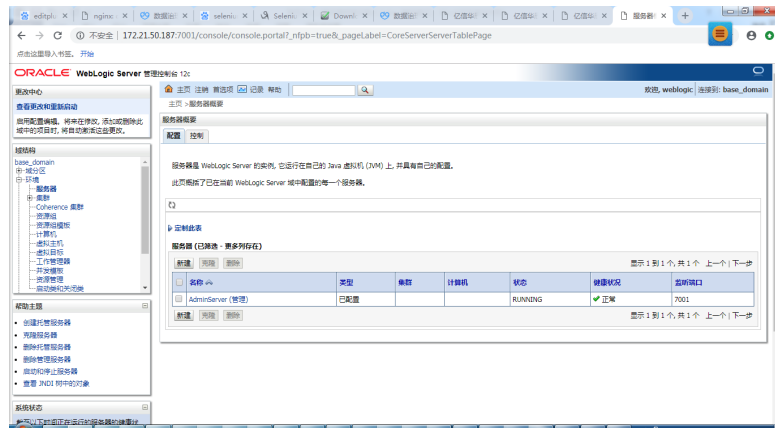 editplu
nginx
数据治
seleniu
Seleniu
Downl
数据治
亿信华
亿信华
亿信华
服务器
不安全 | 172.21.50.187:7001/console/console.portal?_nfpb=true&_pageLabel=CoreServerServerTablePage
点击这里导入书签。 开始
ORACLE WebLogic Server 管理控制台 12c
更改中心
查看更改和重新启动
启用配置编辑。将来在修改, 添加或删除此
域中的项目时, 将自动激活这些更改。
域结构
base_domain
域分区
环境
服务器
集群
Coherence 集群
资源组
资源组模板
计算机
虚拟主机
虚拟目标
工作管理器
并发模板
资源管理
启动类和关闭类
帮助主题
创建托管服务器
克隆服务器
删除托管服务器
删除管理服务器
启动和停止服务器
查看 JNDI 树中的对象
系统状态
主页 注销 首选项 记录 帮助
欢迎, weblogic 连接到: base_domain
主页 >服务器概要
服务器概要
配置 控制
服务器是 WebLogic Server 的实例, 它运行在自己的 Java 虚拟机 (JVM) 上, 并具有自己的配置。
此页概括了已在当前 WebLogic Server 域中配置的每一个服务器。
定制此表
服务器 (已筛选 - 更多列存在)
新建 克隆 删除 显示 1 到 1 个, 共 1 个 上一个 | 下一步
名称 类型 集群 计算机 状态 健康状况 监听端口
AdminServer (管理) 已配置 RUNNING 正常 7001
新建 克隆 删除 显示 1 到 1 个, 共 1 个 上一个 | 下一步